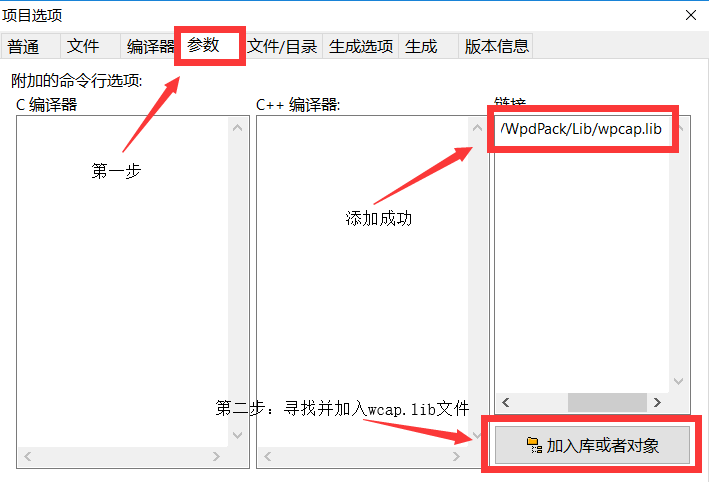 项目选项
普通 文件 编译器 参数 文件/目录 生成选项 生成 版本信息
附加的命令行选项:
C 编译器 C++ 编译器: 链接
/WpdPack/Lib/wpcap.lib
第一步
添加成功
第二步：寻找并加入wcap.lib文件
加入库或者对象